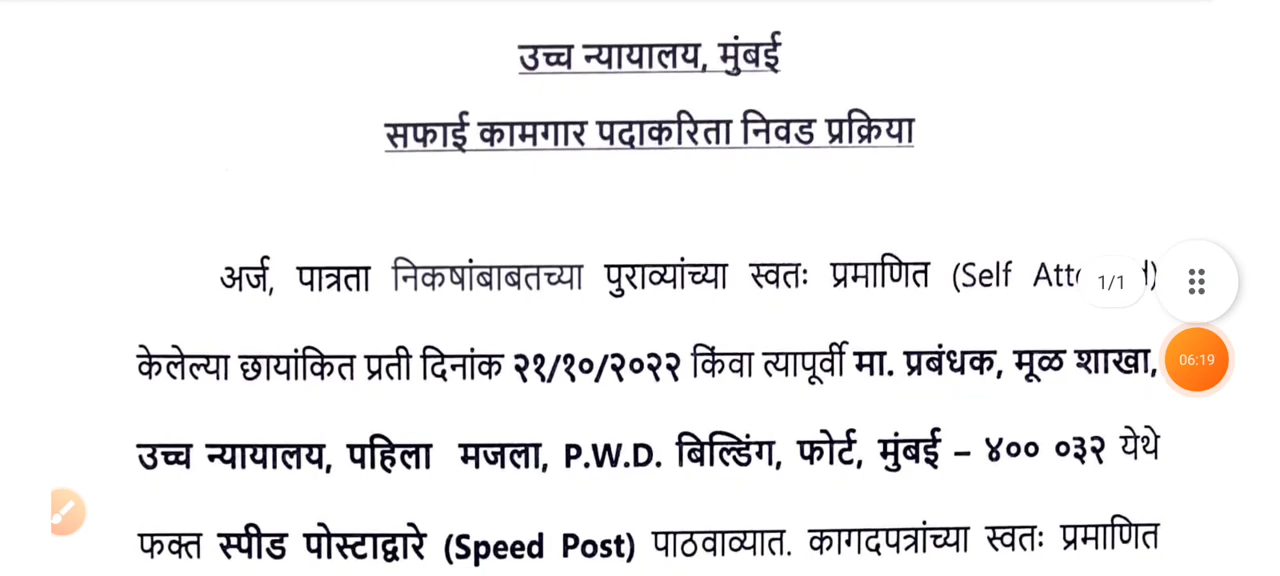 उच्च न्यायालय, मुंबई
सफाई कामगार पदाकरिता निवड प्रक्रिया
अर्ज, पात्रता निकषांबाबतच्या पुराव्यांच्या स्वतः प्रमाणित (Self
1/1
केलेल्या छायांकित प्रती दिनांक २१/१०/२०२२ किंवा त्यापूर्वी मा. प्रबंधक, मूळ शाखा,
06:19
उच्च न्यायालय, पहिला मजला, P.W.D. बिल्डिंग, फोर्ट, मुंबई – ४०० ०३२ येथे
फक्त स्पीड पोस्टाद्वारे (Speed Post) पाठवाव्यात. कागदपत्रांच्या स्वतः प्रमाणित